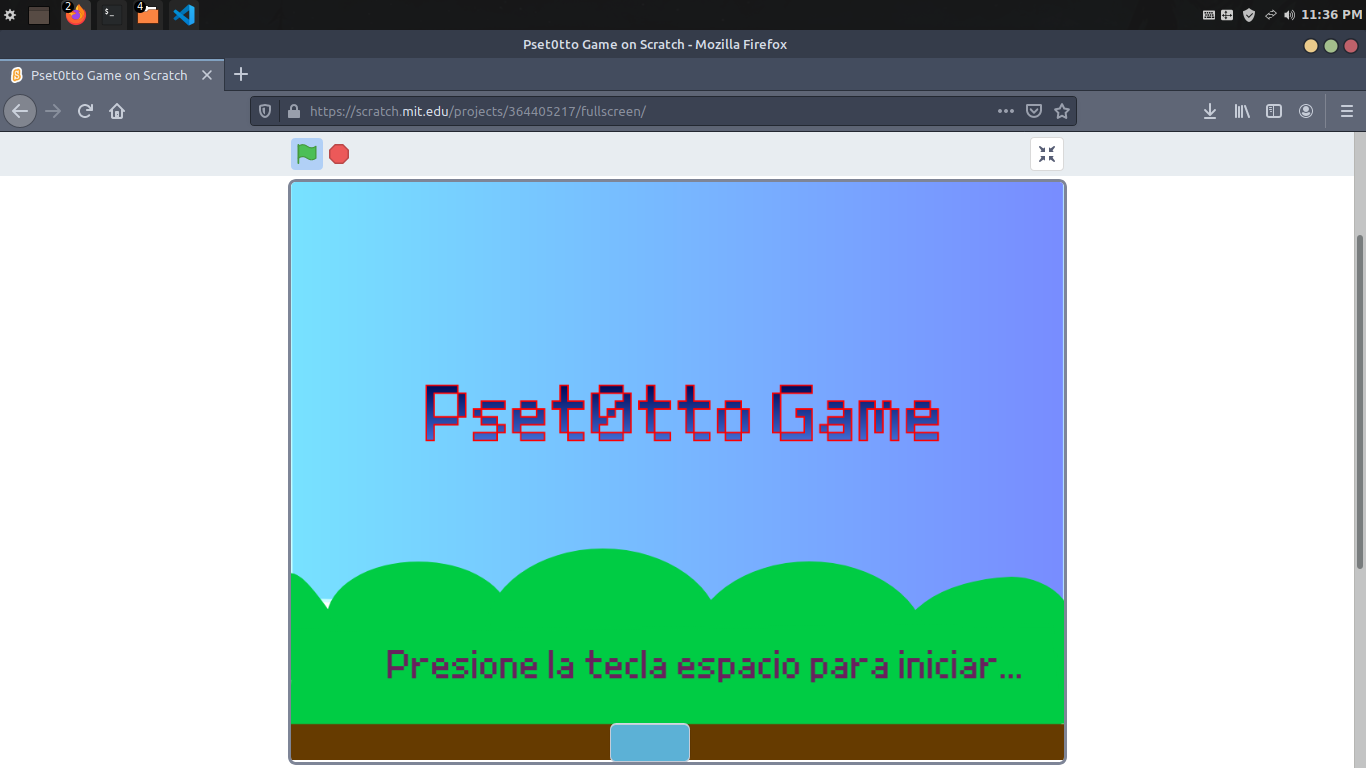 2
4
11:36 PM
Pset0tto Game on Scratch - Mozilla Firefox
Pset0tto Game on Scratch
https://scratch.mit.edu/projects/364405217/fullscreen/
Pset0tto Game
Presione la tecla espacio para iniciar...